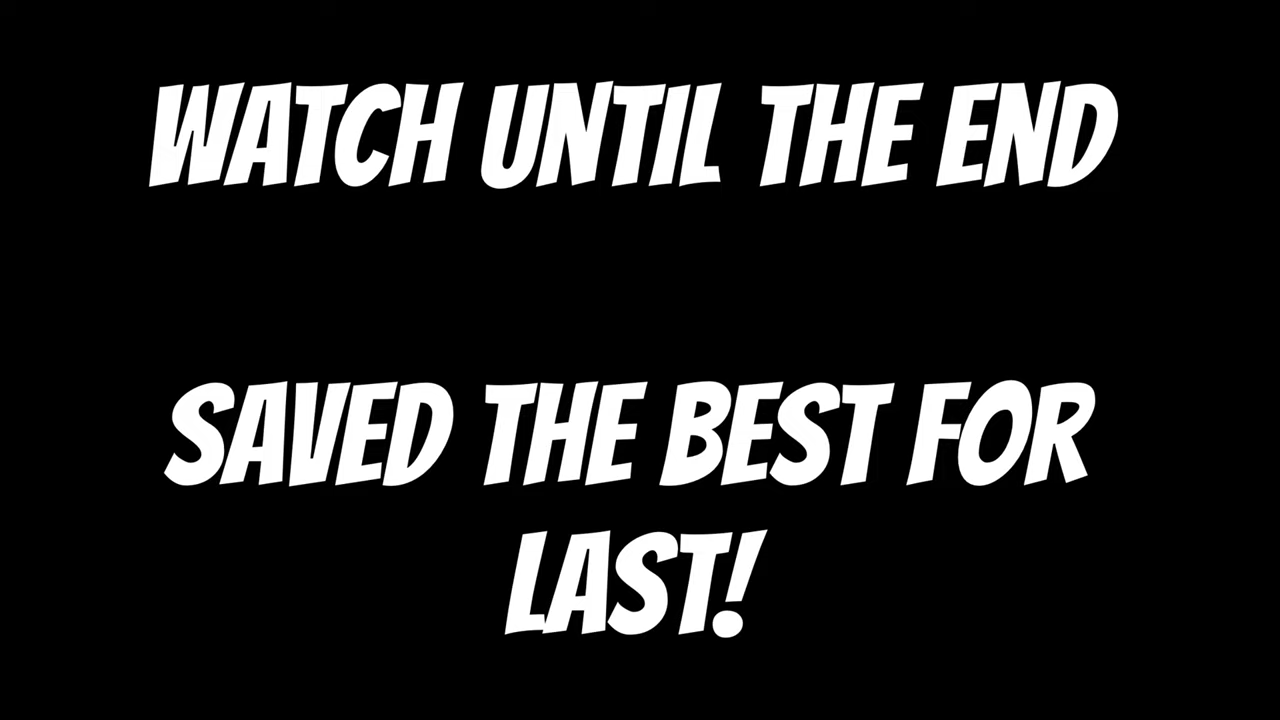 WATCH UNTIL THE END
SAVED THE BEST FOR
LAST!